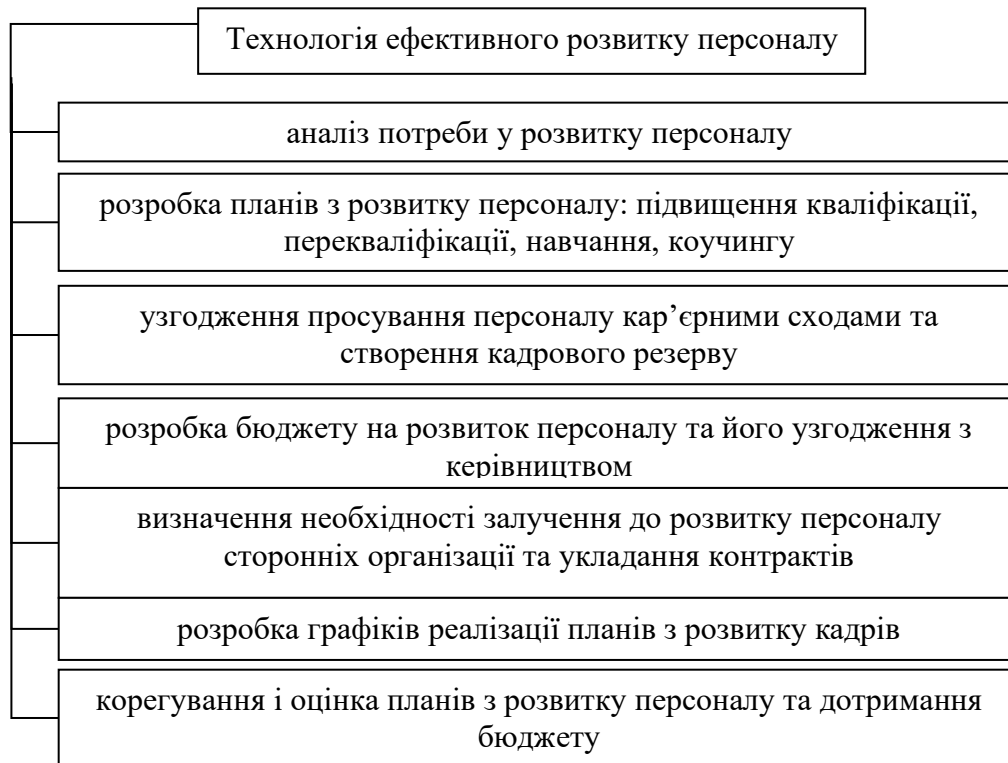 Технологія ефективного розвитку персоналу
аналіз потреби у розвитку персоналу
розробка планів з розвитку персоналу: підвищення кваліфікації,
перекваліфікації, навчання, коучингу
узгодження просування персоналу кар’єрними сходами та
створення кадрового резерву
розробка бюджету на розвиток персоналу та його узгодження з
керівництвом
визначення необхідності залучення до розвитку персоналу
сторонніх організації та укладання контрактів
розробка графіків реалізації планів з розвитку кадрів
корегування і оцінка планів з розвитку персоналу та дотримання
бюджету